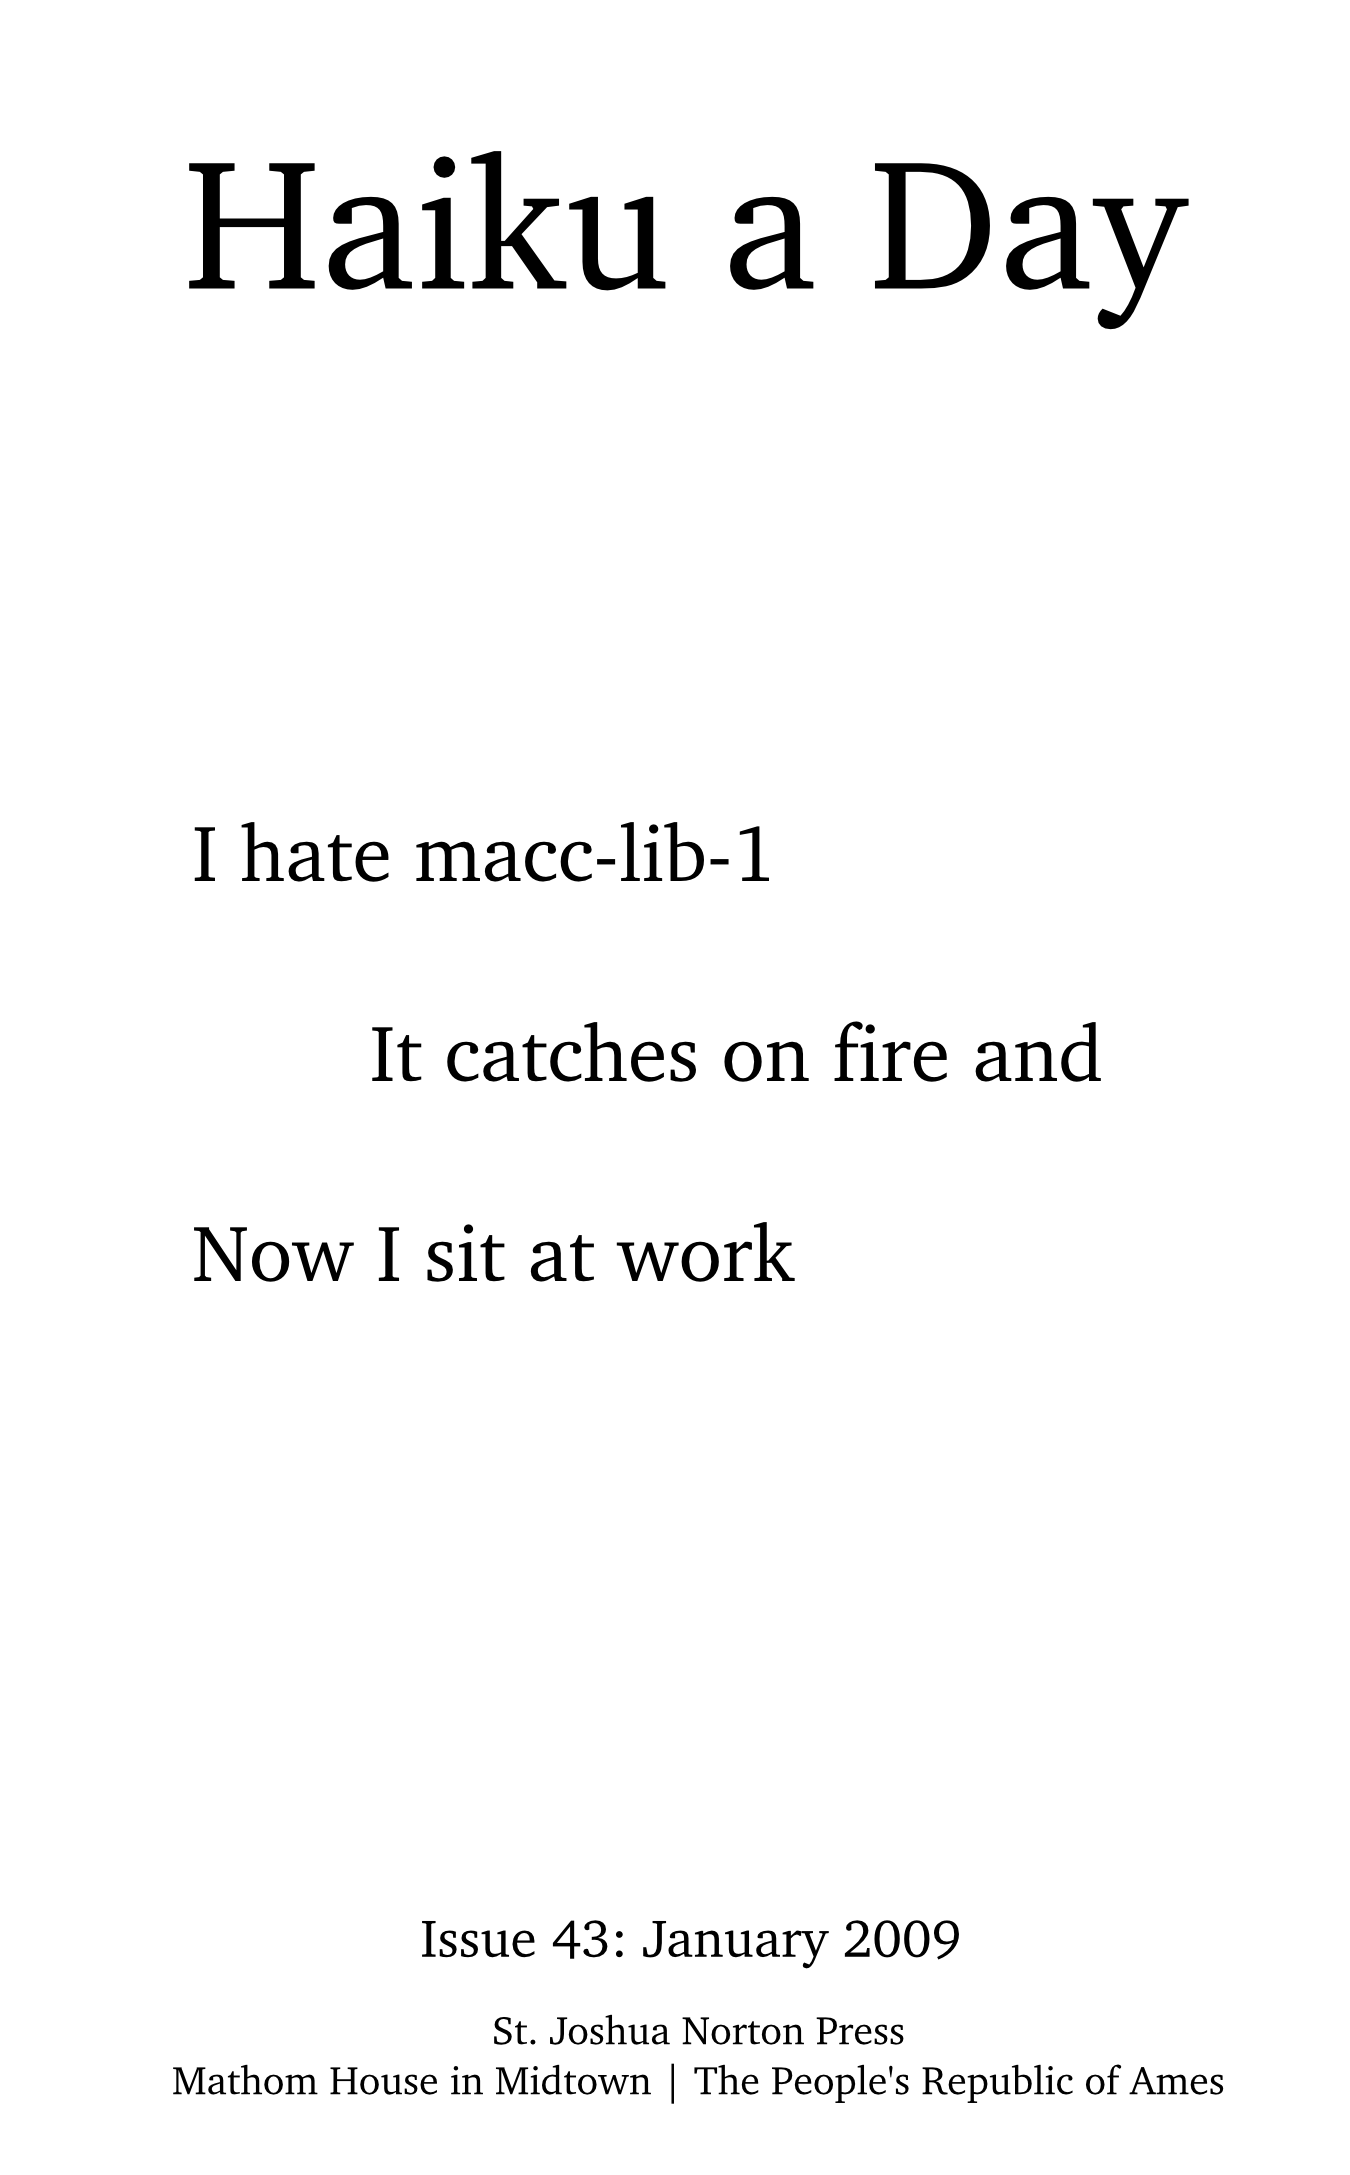 Haiku a Day
I hate macc-lib-1
It catches on fire and
Now I sit at work
Issue 43: January 2009
St. Joshua Norton Press
Mathom House in Midtown | The People's Republic of Ames